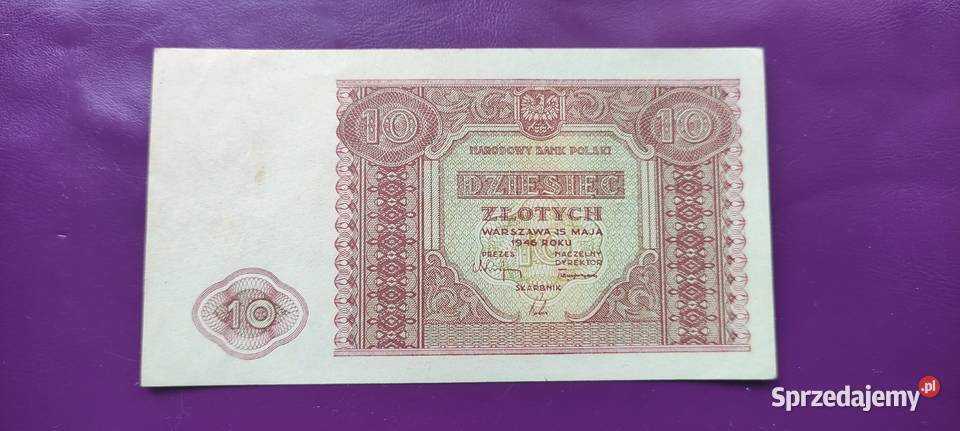 10
10
NARODOWY BANK POLSKI
DZIESIĘĆ
ZŁOTYCH
WARSZAWA 15 MAJA
1946 ROKU
PREZES
NACZELNY
DYREKTOR
SKARBNIK
10
10
Sprzedajemy.pl